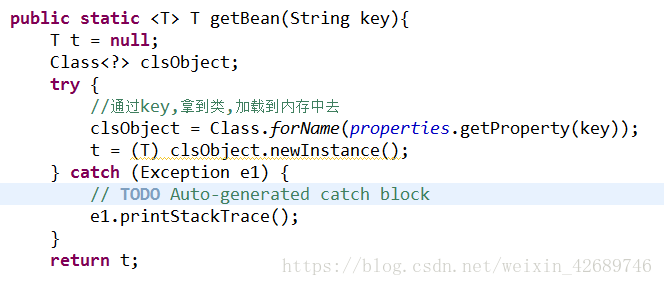 public static <T> T getBean(String key){
T t = null;
Class<?> clsObject;
try {
//通过key,拿到类,加载到内存中去
clsObject = Class.forName(properties.getProperty(key));
t = (T) clsObject.newInstance();
} catch (Exception e1) {
// TODO Auto-generated catch block
e1.printStackTrace();
}
return t;
https://blog.csdn.net/weixin_42689746